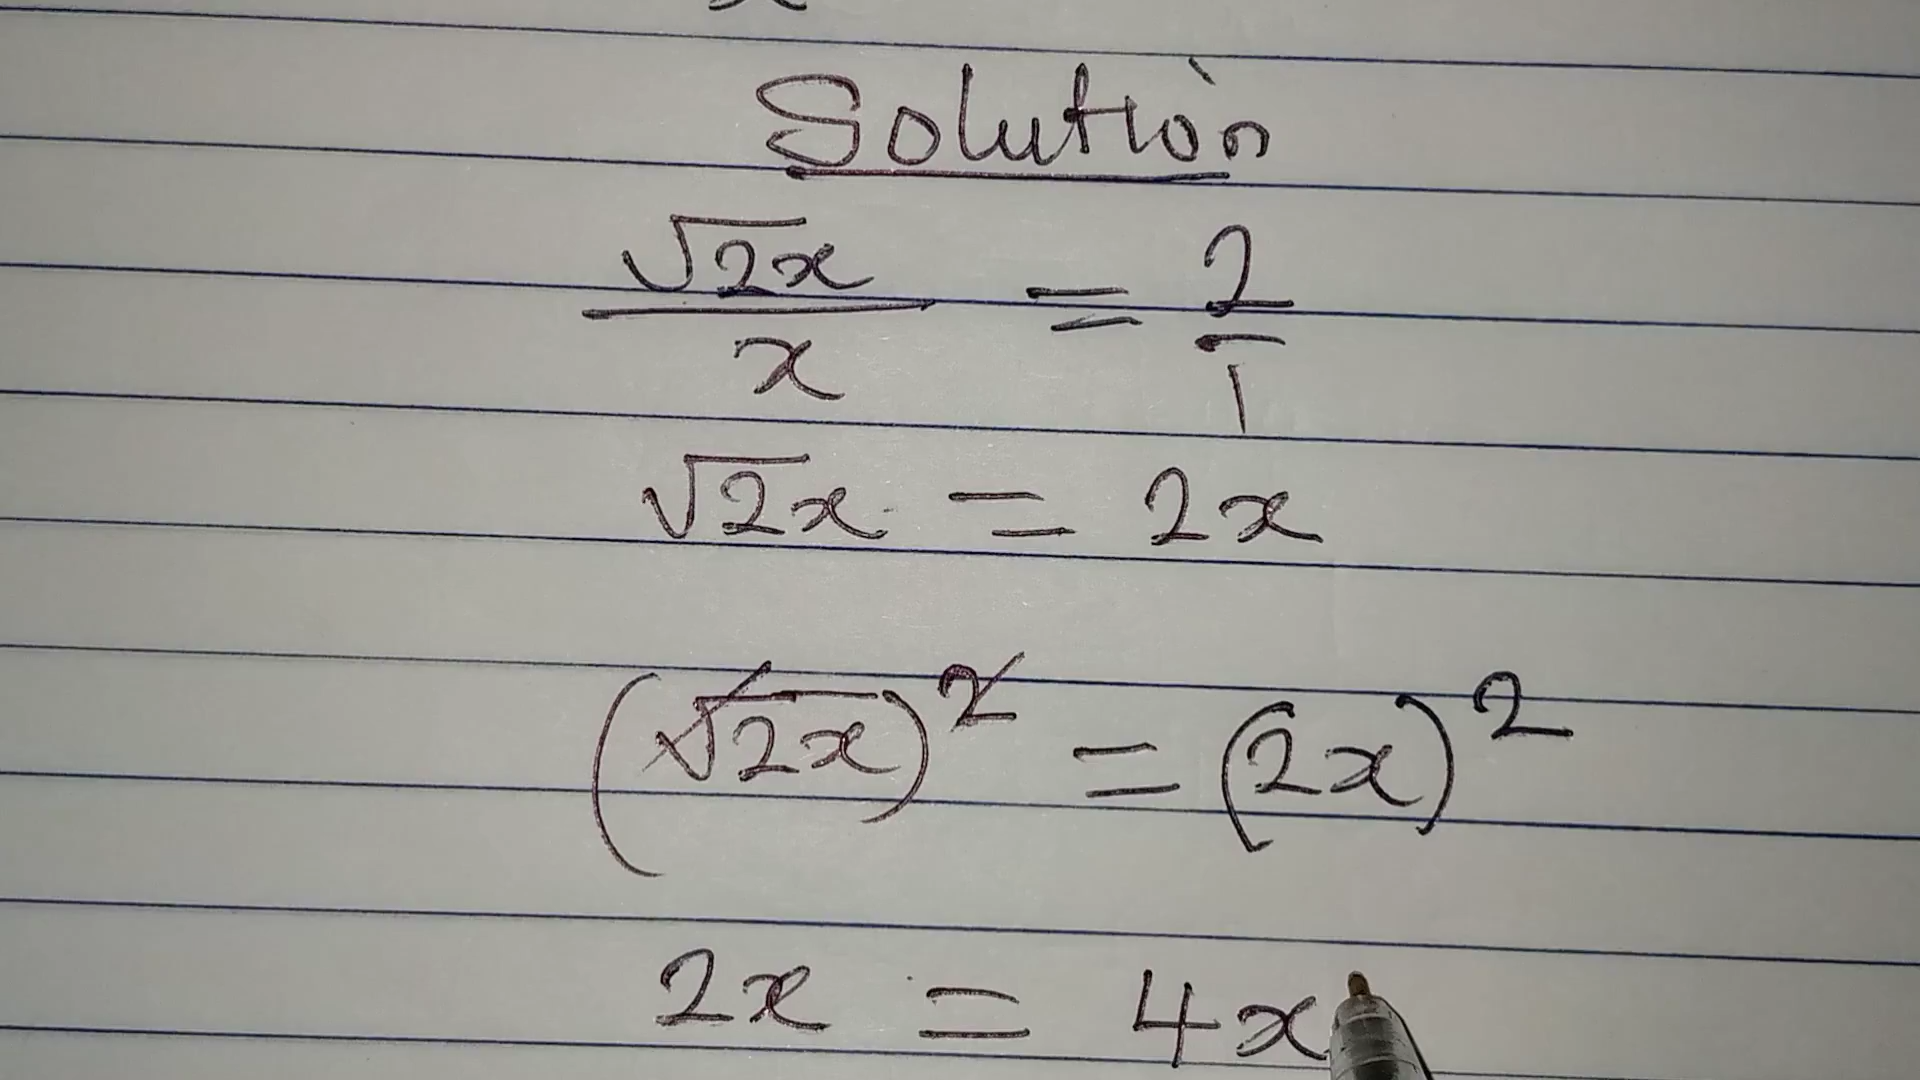 Solution
√2x / x = 2 / 1
√2x = 2x
(√2x)² = (2x)²
2x = 4x